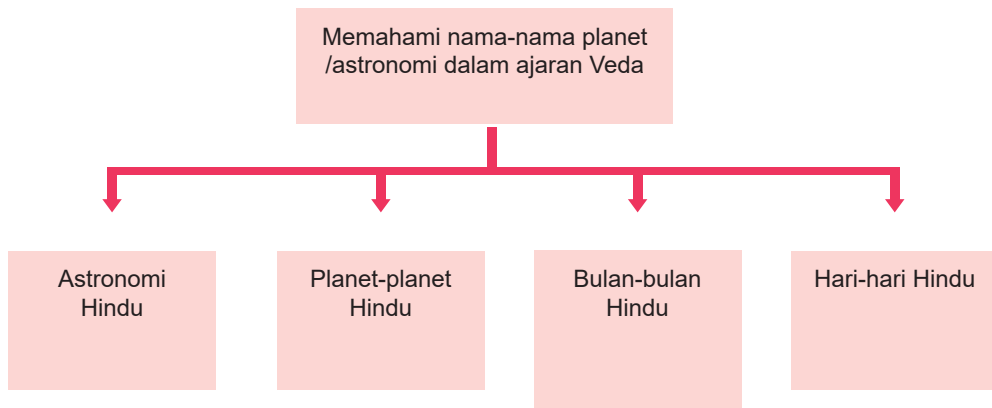 Memahami nama-nama planet
/astronomi dalam ajaran Veda
Astronomi
Hindu
Planet-planet
Hindu
Bulan-bulan
Hindu
Hari-hari Hindu